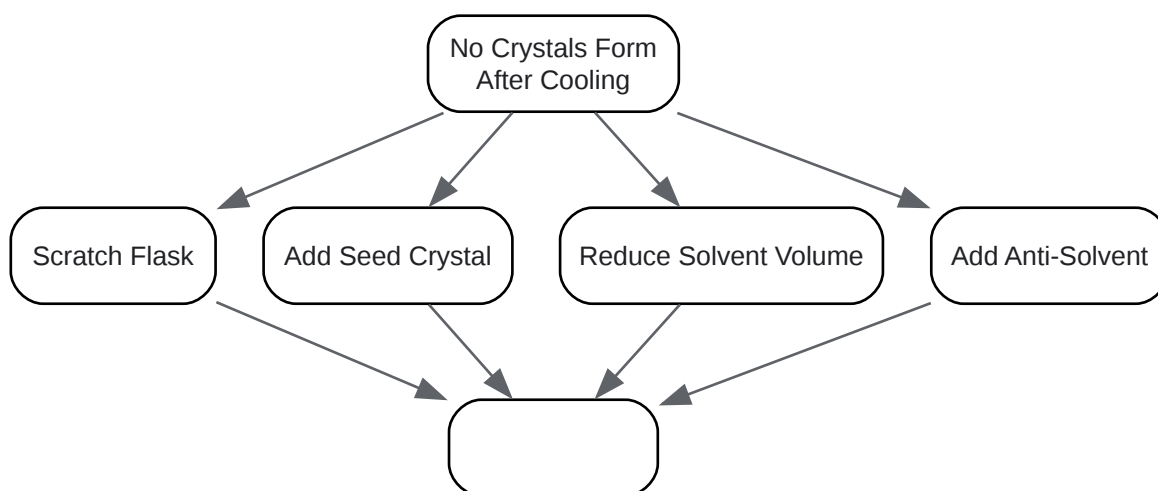 No Crystals Form
After Cooling
Scratch Flask
Add Seed Crystal
Reduce Solvent Volume
Add Anti-Solvent